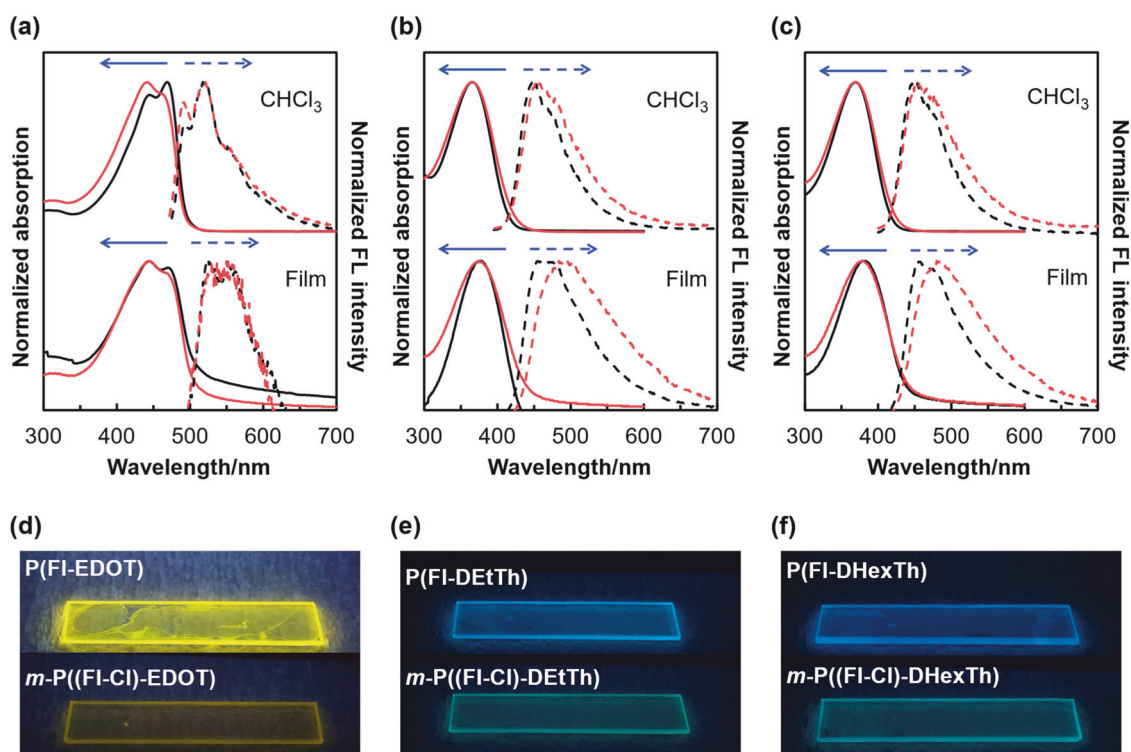 (a)
(b)
(c)
CHCl3
CHCl3
CHCl3
Normalized absorption
Normalized FL intensity
Normalized absorption
Normalized FL intensity
Normalized absorption
Normalized FL intensity
Film
Film
Film
300 400 500 600 700
300 400 500 600 700
300 400 500 600 700
Wavelength/nm
Wavelength/nm
Wavelength/nm
(d)
(e)
(f)
P(Fl-EDOT)
P(Fl-DEtTh)
P(Fl-DHexTh)
m-P((Fl-Cl)-EDOT)
m-P((Fl-Cl)-DEtTh)
m-P((Fl-Cl)-DHexTh)